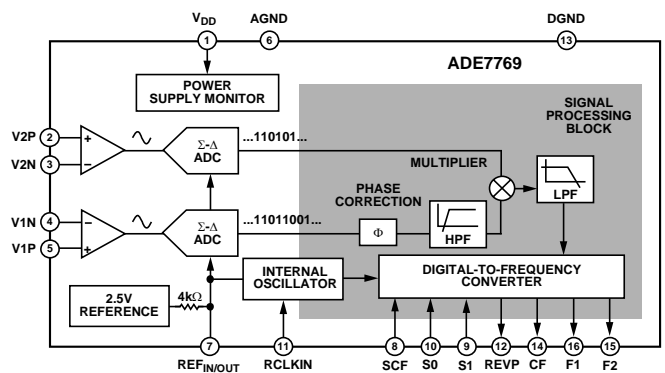 VDD AGND DGND
1 6 13
ADE7769
POWER
SUPPLY MONITOR
SIGNAL
PROCESSING
BLOCK
V2P 2 +
V2N 3 −
Σ-Δ
ADC
...110101...
MULTIPLIER
LPF
PHASE
CORRECTION
V1N 4 −
V1P 5 +
Σ-Δ
ADC
...11011001...
Φ
HPF
INTERNAL
OSCILLATOR
DIGITAL-TO-FREQUENCY
CONVERTER
2.5V
REFERENCE
4kΩ
7 11 8 10 9 12 14 16 15
REFIN/OUT RCLKIN SCF S0 S1 REVP CF F1 F2